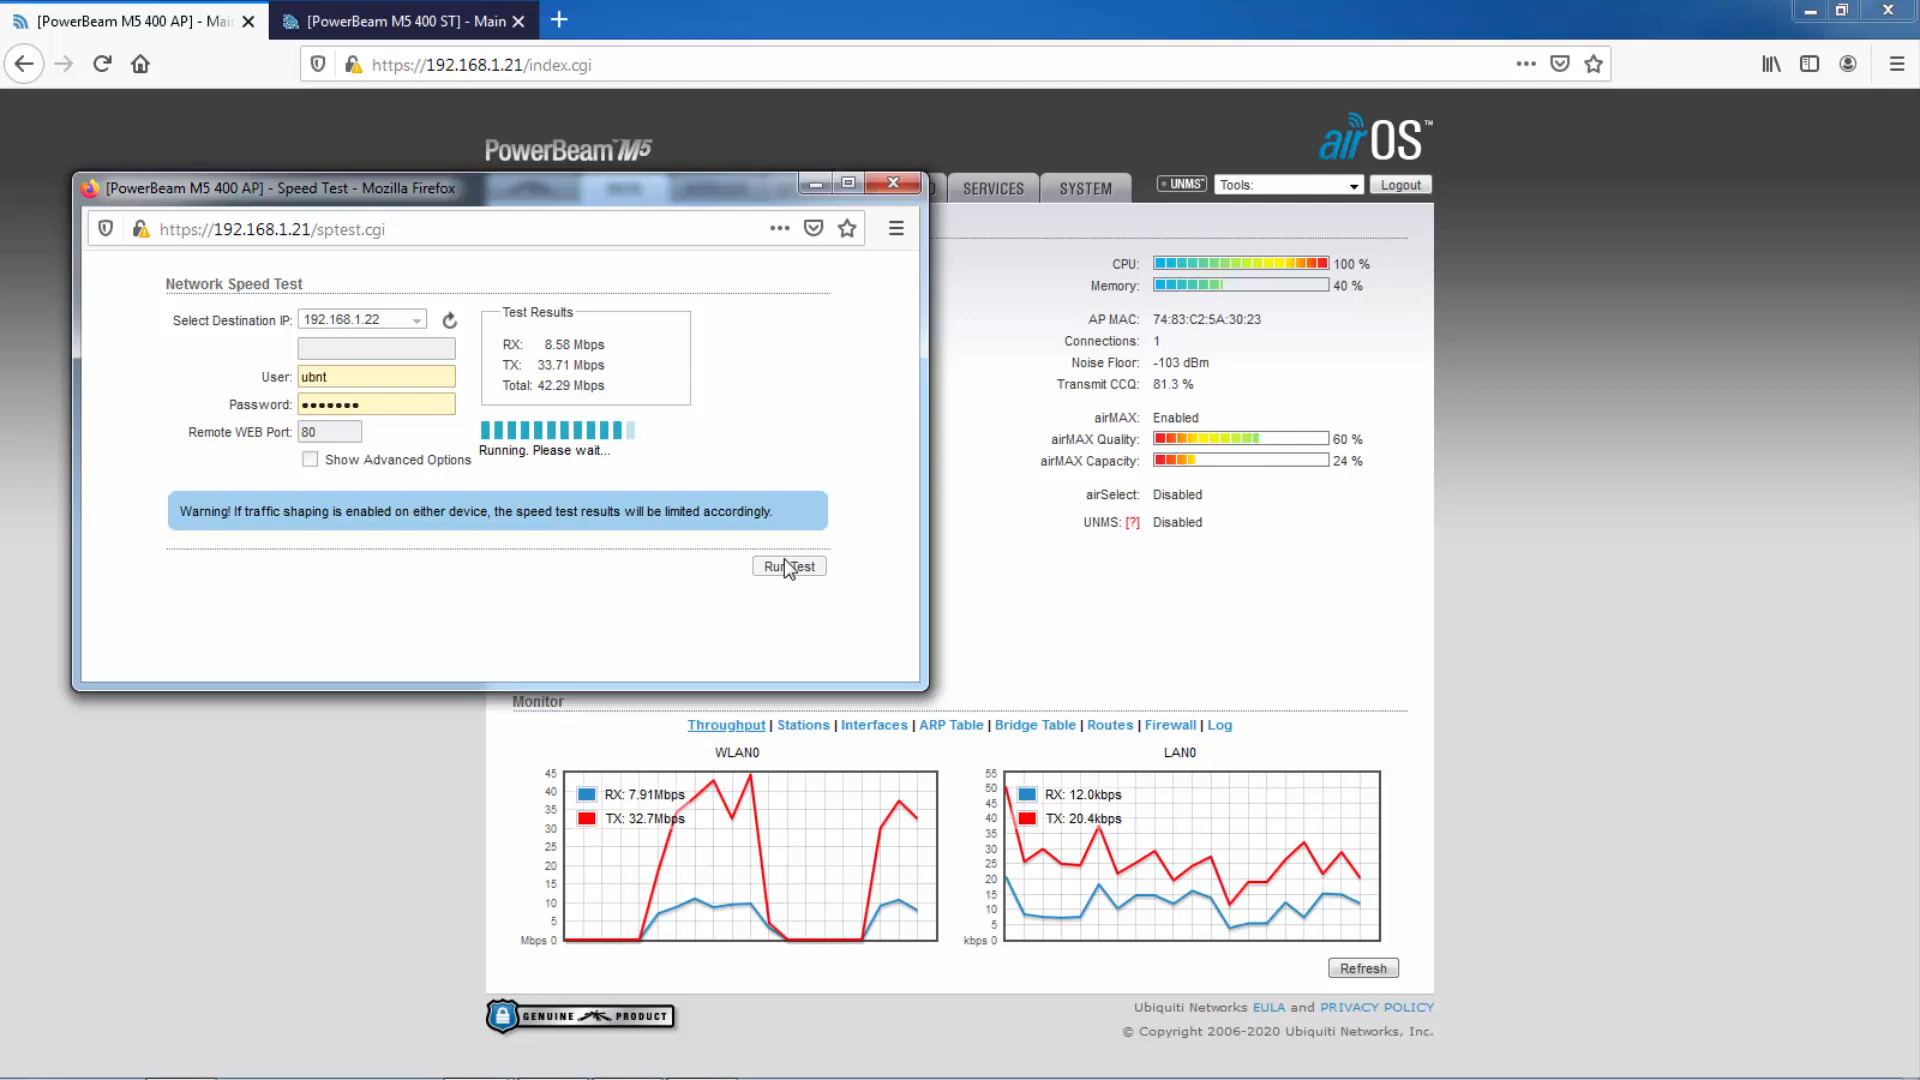 [PowerBeam M5 400 AP] - Mai
[PowerBeam M5 400 ST] - Main
https://192.168.1.21/index.cgi
PowerBeam M5
airOS™
SERVICES
SYSTEM
UNMS™
Tools:
Logout
[PowerBeam M5 400 AP] - Speed Test - Mozilla Firefox
https://192.168.1.21/sptest.cgi
Network Speed Test
Select Destination IP: 192.168.1.22
User: ubnt
Password: •••••••
Remote WEB Port: 80
Show Advanced Options
Test Results
RX: 8.58 Mbps
TX: 33.71 Mbps
Total: 42.29 Mbps
Running. Please wait...
Warning! If traffic shaping is enabled on either device, the speed test results will be limited accordingly.
Run Test
CPU: 100 %
Memory: 40 %
AP MAC: 74:83:C2:5A:30:23
Connections: 1
Noise Floor: -103 dBm
Transmit CCQ: 81.3 %
airMAX: Enabled
airMAX Quality: 60 %
airMAX Capacity: 24 %
airSelect: Disabled
UNMS: [?] Disabled
Monitor
Throughput | Stations | Interfaces | ARP Table | Bridge Table | Routes | Firewall | Log
WLAN0
45
40
35
30
25
20
15
10
5
Mbps 0
RX: 7.91Mbps
TX: 32.7Mbps
LAN0
55
50
45
40
35
30
25
20
15
10
5
kbps 0
RX: 12.0kbps
TX: 20.4kbps
Refresh
GENUINE PRODUCT
Ubiquiti Networks EULA and PRIVACY POLICY
© Copyright 2006-2020 Ubiquiti Networks, Inc.